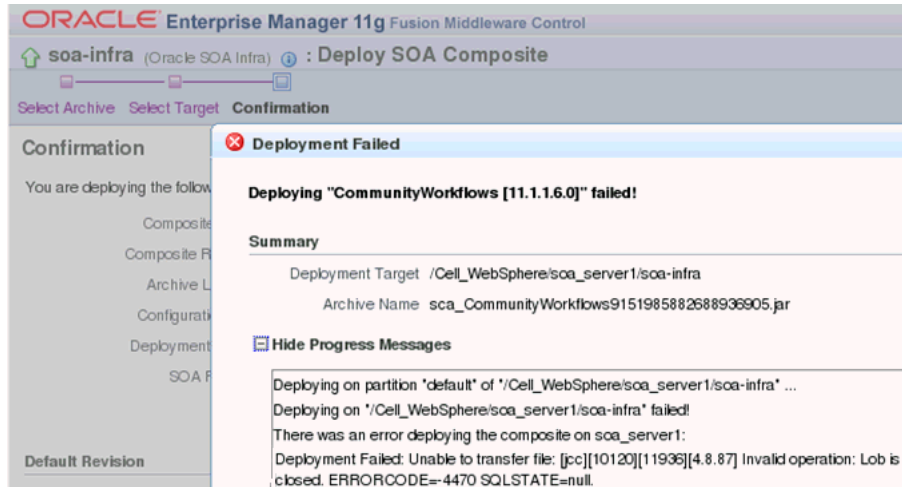 ORACLE Enterprise Manager 11g Fusion Middleware Control
soa-infra (Oracle SOA Infra) : Deploy SOA Composite
Select Archive Select Target Confirmation
Confirmation
Deployment Failed
You are deploying the follow
Deploying "CommunityWorkflows [11.1.1.6.0]" failed!
Composite
Summary
Composite R
Deployment Target /Cell_WebSphere/soa_server1/soa-infra
Archive L
Archive Name sca_CommunityWorkflows9151985882688936905.jar
Configurati
Deployment
Hide Progress Messages
SOA F
Deploying on partition "default" of "/Cell_WebSphere/soa_server1/soa-infra" ...
Deploying on "/Cell_WebSphere/soa_server1/soa-infra" failed!
There was an error deploying the composite on soa_server1:
Default Revision
Deployment Failed: Unable to transfer file: [jcc][10120][11936][4.8.87] Invalid operation: Lob is
closed. ERRORCODE=-4470 SQLSTATE=null.